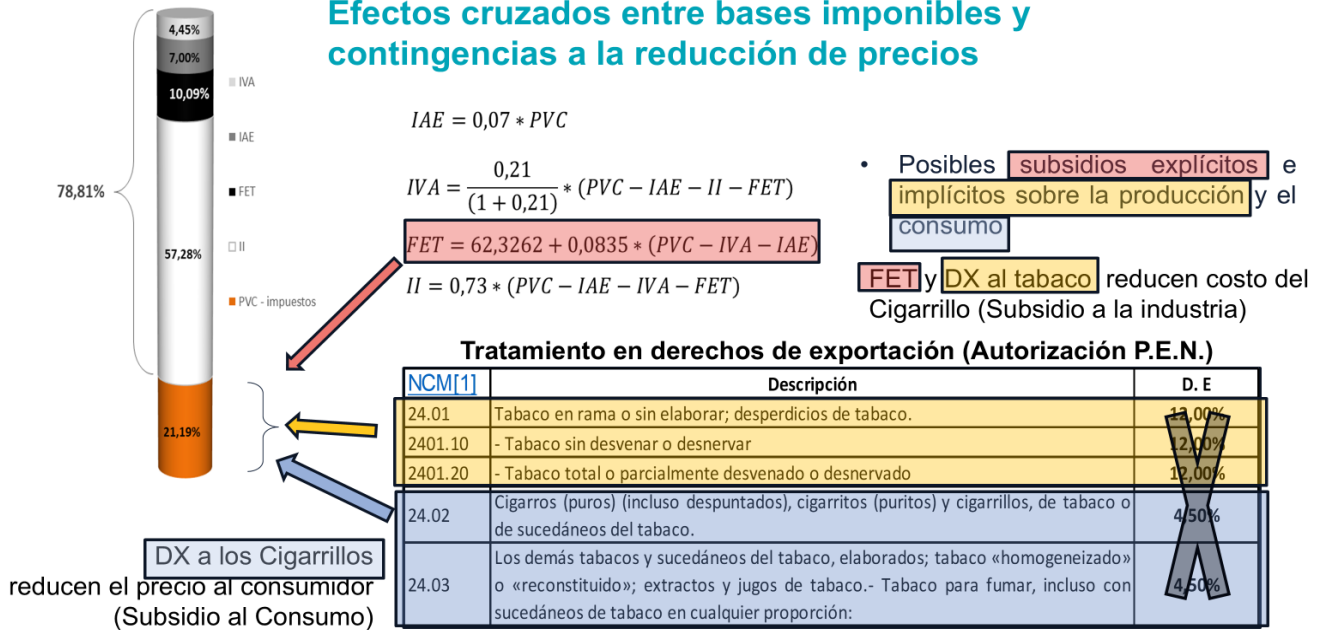 Efectos cruzados entre bases imponibles y
contingencias a la reducción de precios
4,45%
7,00%
10,09%
57,28%
21,19%
78,81%
IVA
IAE
FET
II
PVC - impuestos
IAE = 0,07 * PVC
IVA = 0,21 / (1 + 0,21) * (PVC − IAE − II − FET)
FET = 62,3262 + 0,0835 * (PVC − IVA − IAE)
II = 0,73 * (PVC − IAE − IVA − FET)
• Posibles subsidios explícitos e
implícitos sobre la producción y el
consumo
FET y DX al tabaco reducen costo del
Cigarrillo (Subsidio a la industria)
Tratamiento en derechos de exportación (Autorización P.E.N.)
NCM[1] Descripción D. E
24.01 Tabaco en rama o sin elaborar; desperdicios de tabaco. 12,00%
2401.10 - Tabaco sin desvenar o desnervar 12,00%
2401.20 - Tabaco total o parcialmente desvenado o desnervado 12,00%
24.02 Cigarros (puros) (incluso despuntados), cigarritos (puritos) y cigarrillos, de tabaco o
de sucedáneos del tabaco. 4,50%
24.03 Los demás tabacos y sucedáneos del tabaco, elaborados; tabaco «homogeneizado»
o «reconstituido»; extractos y jugos de tabaco.- Tabaco para fumar, incluso con
sucedáneos de tabaco en cualquier proporción: 4,50%
DX a los Cigarrillos
reducen el precio al consumidor
(Subsidio al Consumo)